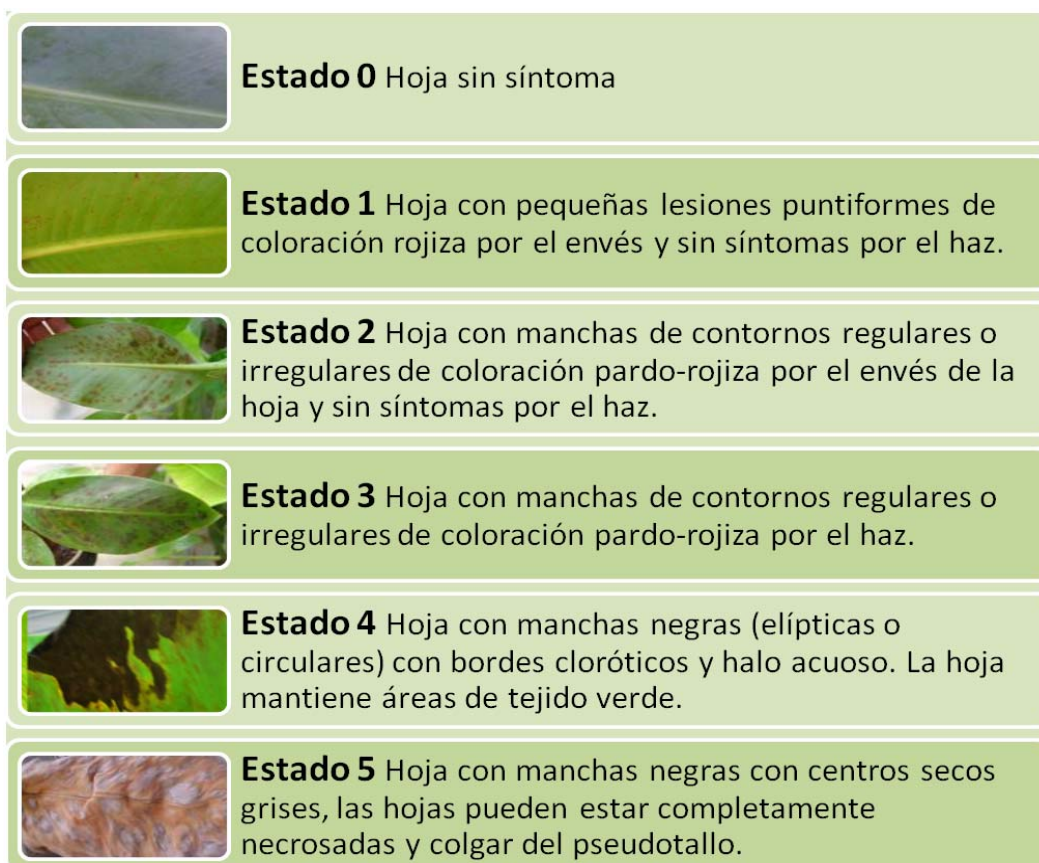 Estado 0 Hoja sin síntoma
Estado 1 Hoja con pequeñas lesiones puntiformes de
coloración rojiza por el envés y sin síntomas por el haz.
Estado 2 Hoja con manchas de contornos regulares o
irregulares de coloración pardo-rojiza por el envés de la
hoja y sin síntomas por el haz.
Estado 3 Hoja con manchas de contornos regulares o
irregulares de coloración pardo-rojiza por el haz.
Estado 4 Hoja con manchas negras (elípticas o
circulares) con bordes cloróticos y halo acuoso. La hoja
mantiene áreas de tejido verde.
Estado 5 Hoja con manchas negras con centros secos
grises, las hojas pueden estar completamente
necrosadas y colgar del pseudotallo.